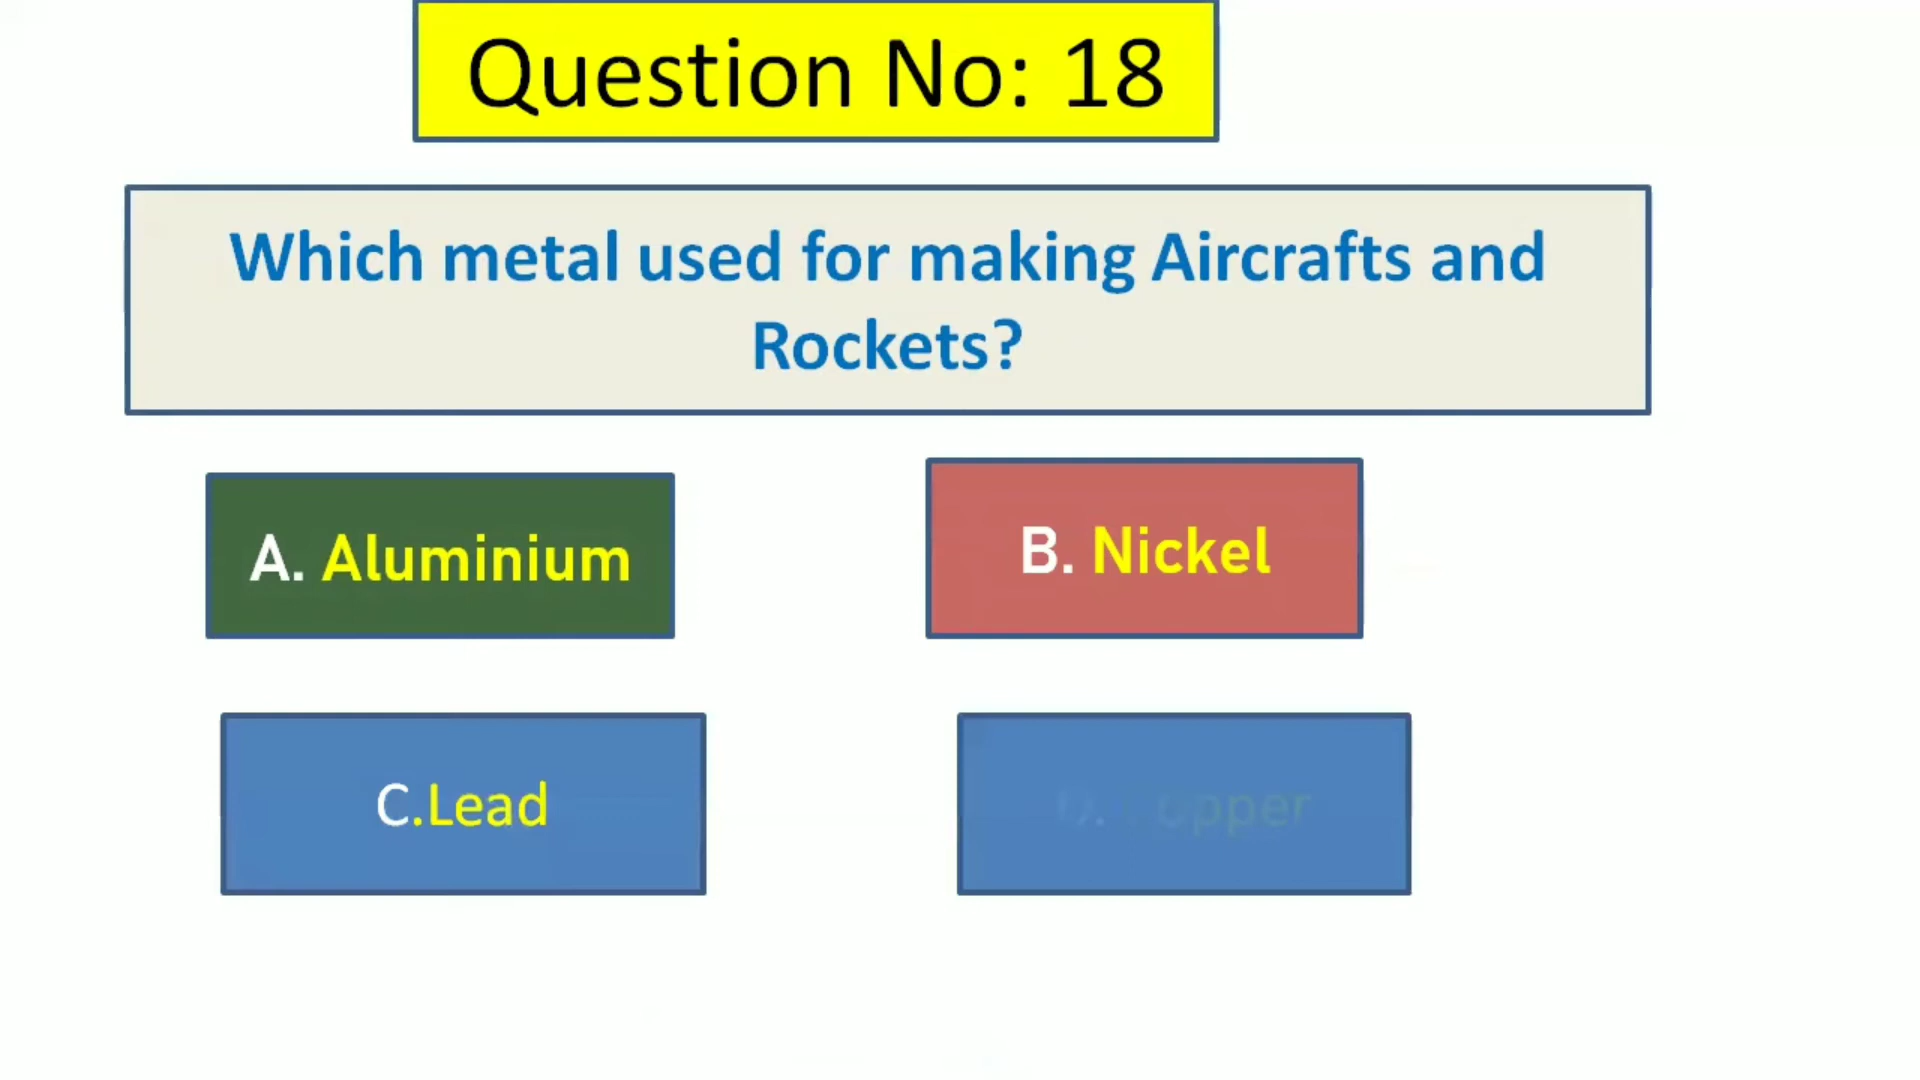 Question No: 18
Which metal used for making Aircrafts and
Rockets?
A. Aluminium
B. Nickel
C.Lead
D.